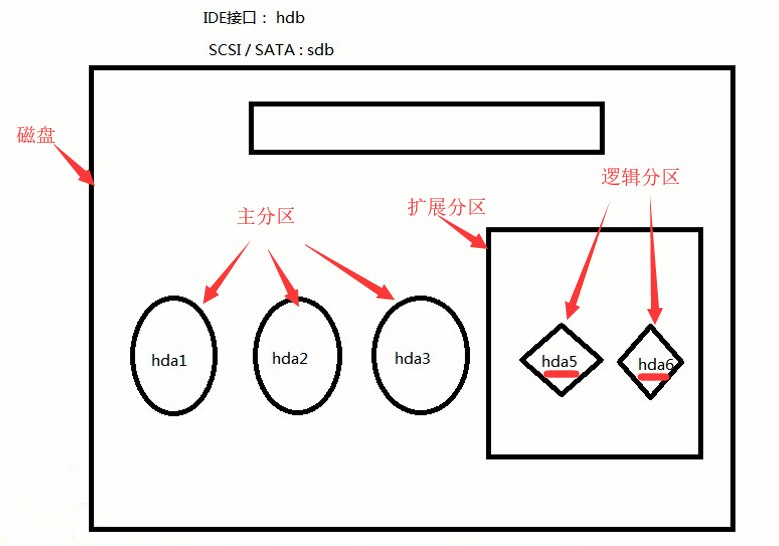 IDE接口： hdb
SCSI / SATA : sdb
磁盘
逻辑分区
扩展分区
主分区
hda1
hda2
hda3
hda5
hda6